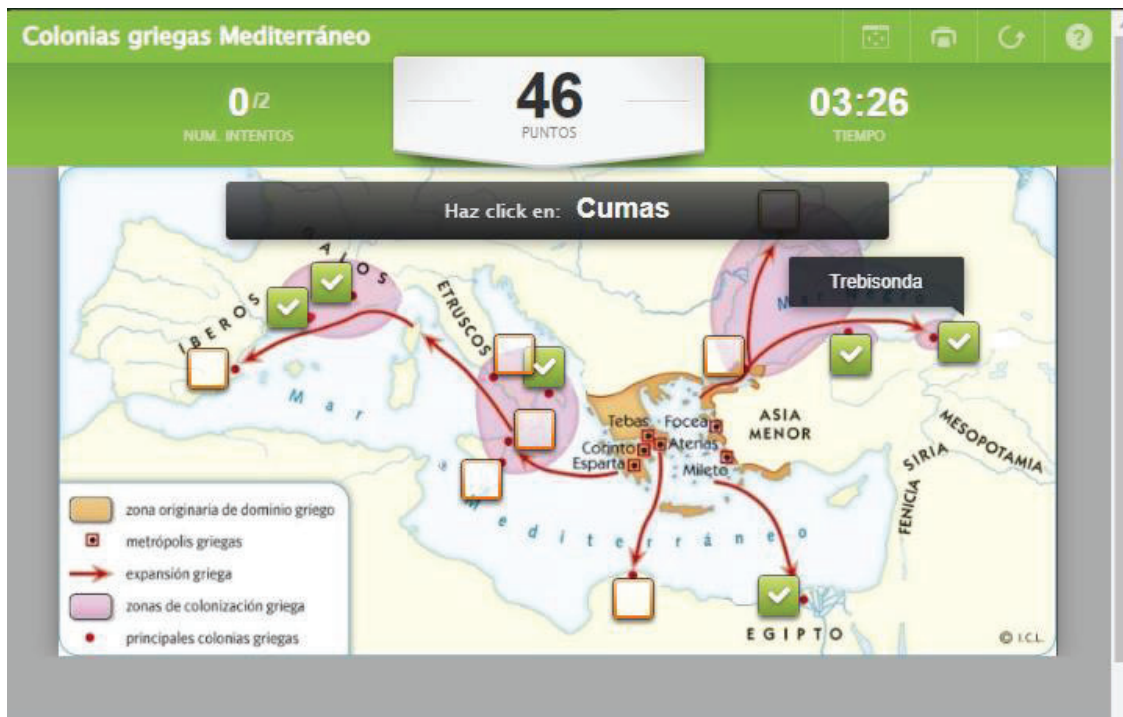 Colonias griegas Mediterráneo
0/2
NUM. INTENTOS
46
PUNTOS
03:26
TIEMPO
Haz click en: Cumas
Trebisonda
GALOS
ÍBEROS
ETRUSCOS
Mar
Mediterráneo
Tebas
Focea
Corinto
Atenas
Esparta
Mileto
ASIA
MENOR
MESOPOTAMIA
SIRIA
FENICIA
EGIPTO
zona originaria de dominio griego
metrópolis griegas
expansión griega
zonas de colonización griega
principales colonias griegas
© I.C.L.